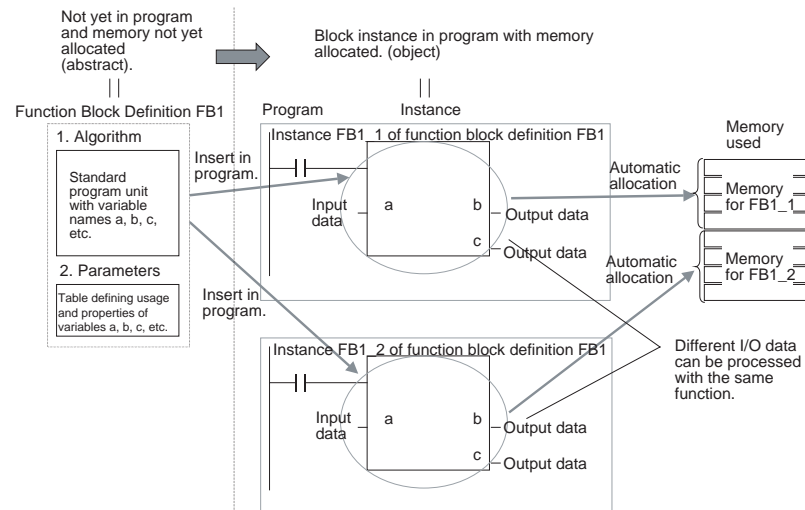 Not yet in program
and memory not yet
allocated
(abstract).
Block instance in program with memory
allocated. (object)
Function Block Definition FB1
Program
Instance
1. Algorithm
Standard
program unit
with variable
names a, b, c,
etc.
2. Parameters
Table defining usage
and properties of
variables a, b, c, etc.
Insert in
program.
Insert in
program.
Instance FB1_1 of function block definition FB1
Input
data
a
b
c
Output data
Output data
Automatic
allocation
Memory
used
Memory
for FB1_1
Automatic
allocation
Memory
for FB1_2
Instance FB1_2 of function block definition FB1
Input
data
a
b
c
Output data
Output data
Different I/O data
can be processed
with the same
function.